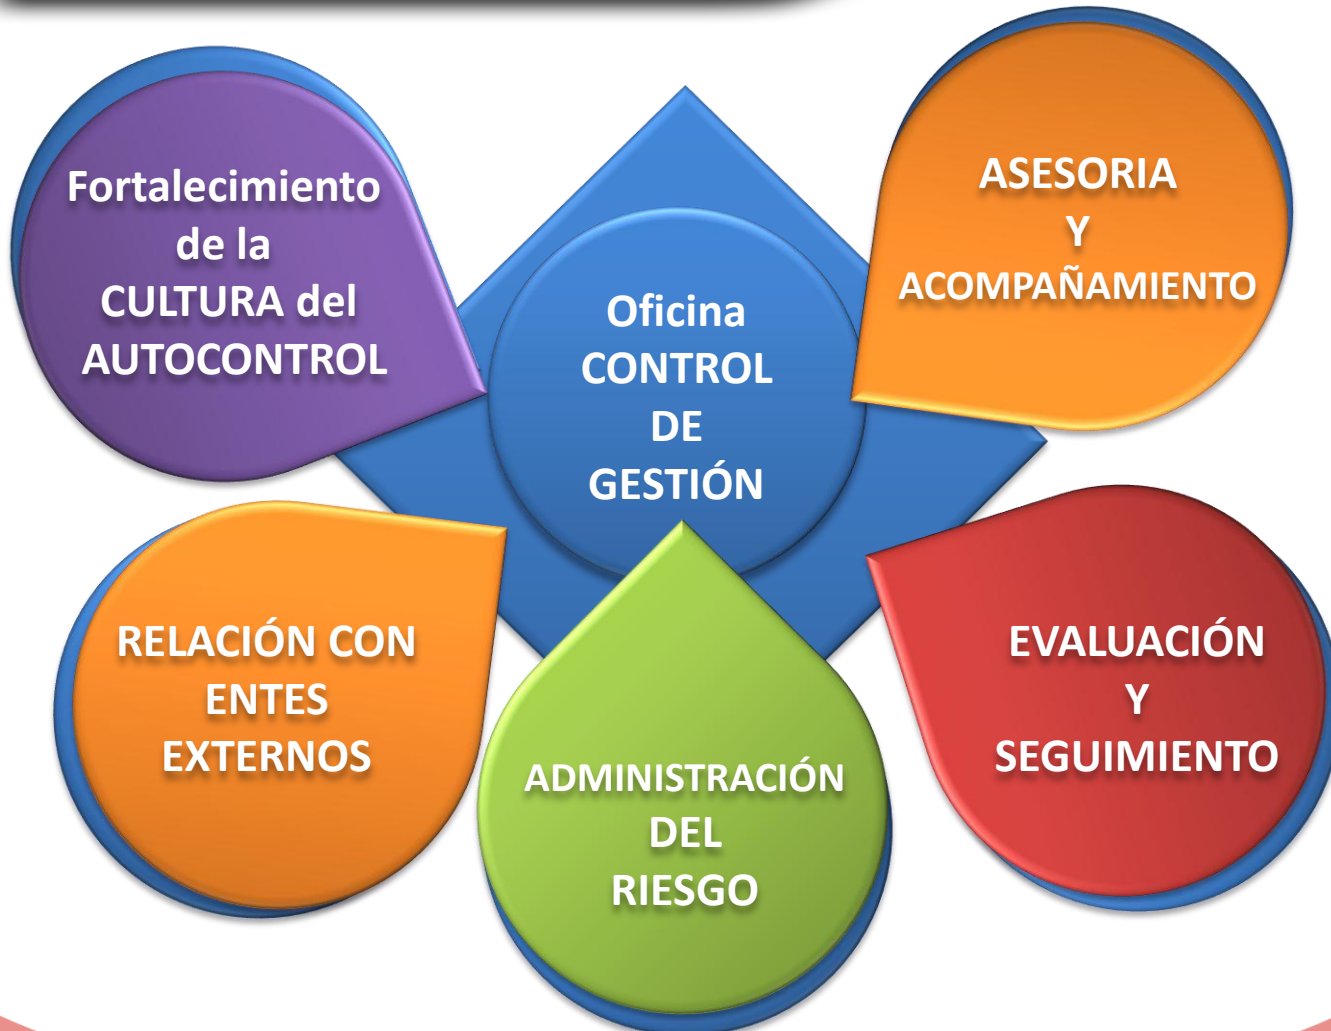 Fortalecimiento
de la
CULTURA del
AUTOCONTROL
ASESORIA
Y
ACOMPAÑAMIENTO
Oficina
CONTROL
DE
GESTIÓN
RELACIÓN CON
ENTES
EXTERNOS
ADMINISTRACIÓN
DEL
RIESGO
EVALUACIÓN
Y
SEGUIMIENTO